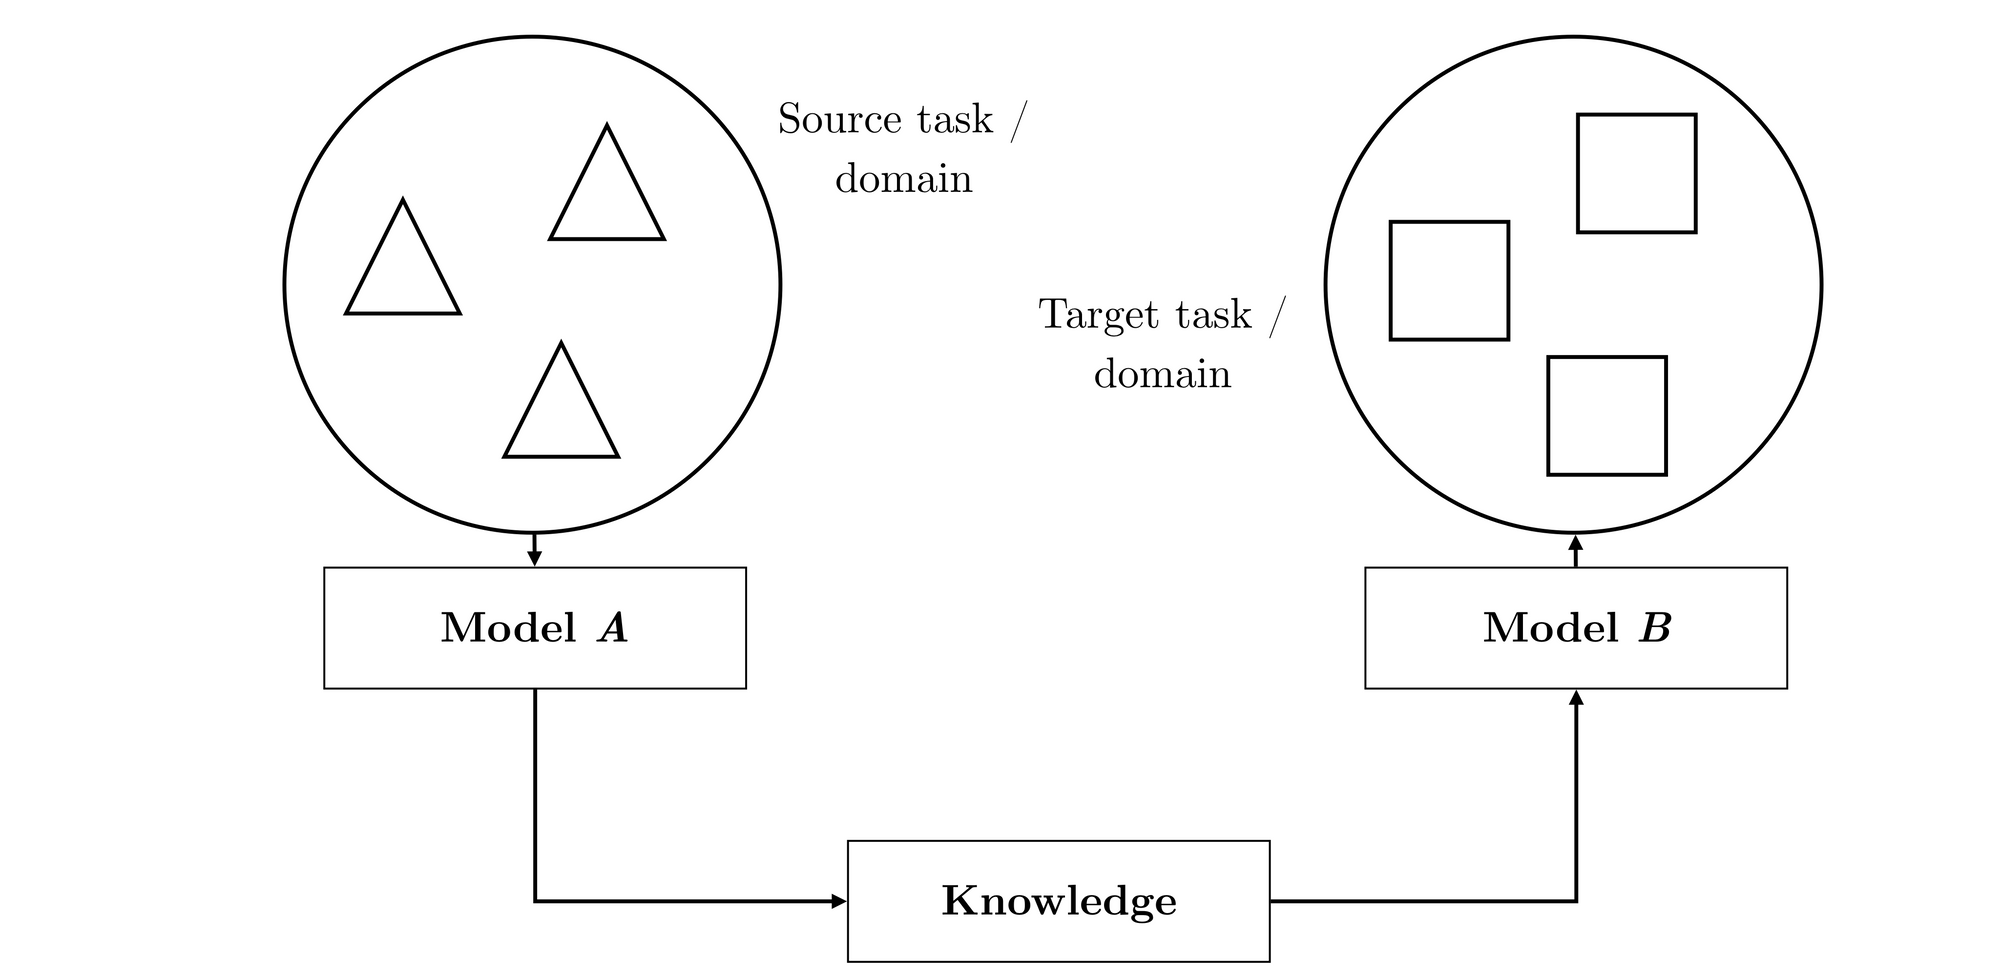 Source task /
domain
Target task /
domain
Model A
Model B
Knowledge